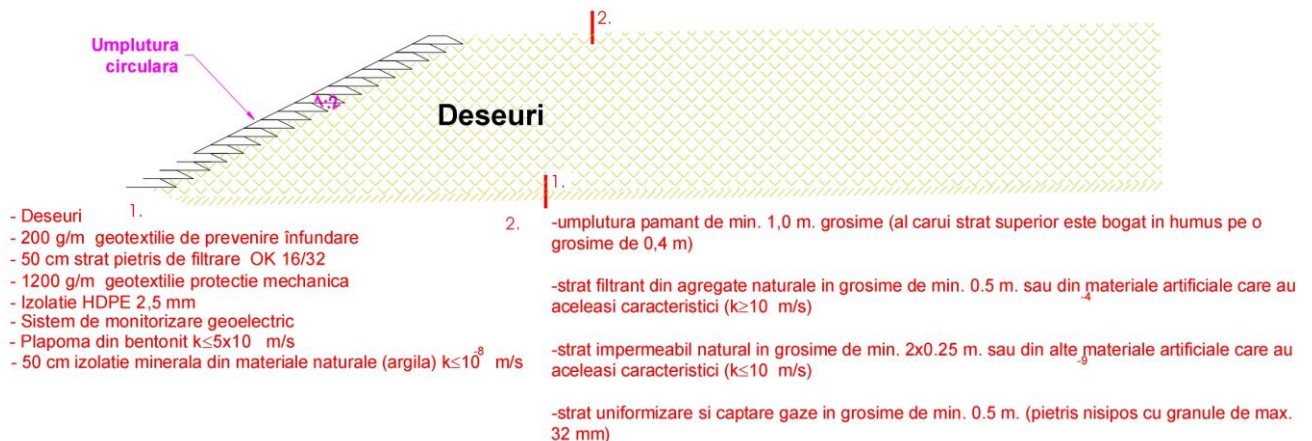 2.
Umplutura
circulara
1:2
Deseuri
1.
1.
- Deseuri
- 200 g/m geotextilie de prevenire înfundare
- 50 cm strat pietris de filtrare OK 16/32
- 1200 g/m geotextilie protectie mechanica
- Izolatie HDPE 2,5 mm
- Sistem de monitorizare geoelectric
- Plapoma din bentonit k≤5x10 m/s
- 50 cm izolatie minerala din materiale naturale (argila) k≤10⁻⁸ m/s
2.
-umplutura pamant de min. 1,0 m. grosime (al carui strat superior este bogat in humus pe o
grosime de 0,4 m)
-strat filtrant din agregate naturale in grosime de min. 0.5 m. sau din materiale artificiale care au
-4
aceleasi caracteristici (k≥10 m/s)
-strat impermeabil natural in grosime de min. 2x0.25 m. sau din alte materiale artificiale care au
-9
aceleasi caracteristici (k≤10 m/s)
-strat uniformizare si captare gaze in grosime de min. 0.5 m. (pietris nisipos cu granule de max.
32 mm)